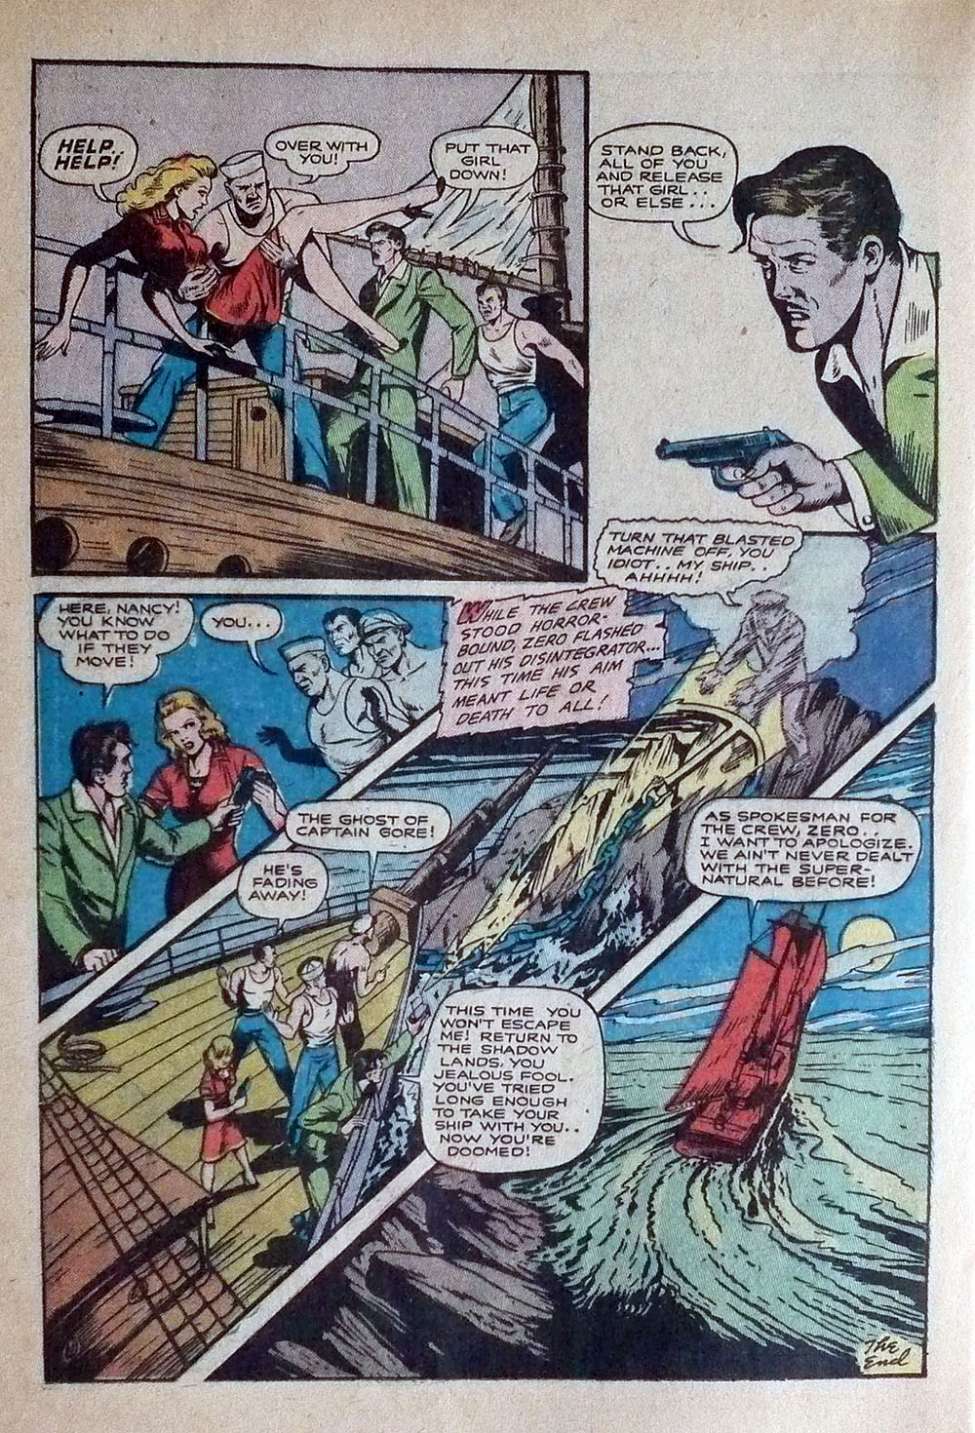 HELP..
HELP!
OVER WITH
YOU!
PUT THAT
GIRL
DOWN!
STAND BACK,
ALL OF YOU
AND RELEASE
THAT GIRL..
OR ELSE...
HERE, NANCY!
YOU KNOW
WHAT TO DO
IF THEY
MOVE!
YOU...
WHILE THE CREW
STOOD HORROR-
BOUND, ZERO FLASHED
OUT HIS DISINTEGRATOR...
THIS TIME HIS AIM
MEANT LIFE OR
DEATH TO ALL!
TURN THAT BLASTED
MACHINE OFF, YOU
IDIOT.. MY SHIP..
AHHHH!
THE GHOST OF
CAPTAIN GORE!
HE'S
FADING
AWAY!
THIS TIME YOU
WON'T ESCAPE
ME! RETURN TO
THE SHADOW
LANDS, YOU
JEALOUS FOOL.
YOU'VE TRIED
LONG ENOUGH
TO TAKE YOUR
SHIP WITH YOU..
NOW YOU'RE
DOOMED!
AS SPOKESMAN FOR
THE CREW, ZERO..
I WANT TO APOLOGIZE.
WE AIN'T NEVER DEALT
WITH THE SUPER-
NATURAL BEFORE!
The
End